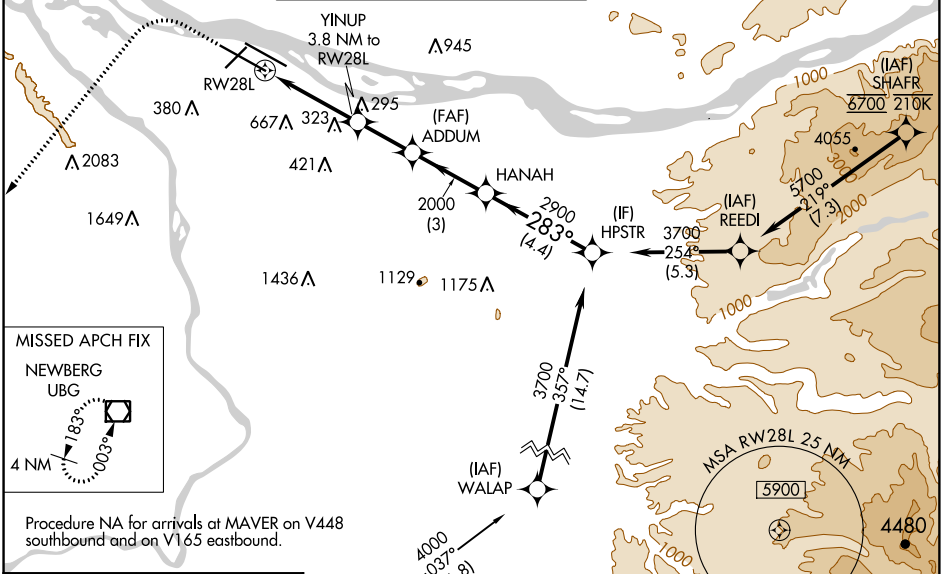 YINUP
3.8 NM to
RW28L
945
(IAF)
SHAFR
6700 210K
1000
RW28L
380
667
323
295
(FAF)
ADDUM
4055
3000
421
2083
HANAH
5700
219°
(7.3)
2000
2000
(3)
2900
283°
(4.4)
(IF)
HPSTR
(IAF)
REEDI
3700
254°
(5.3)
1649
1436
1129
1175
1000
MISSED APCH FIX
NEWBERG
UBG
183°
003°
4 NM
3700
357°
(14.7)
(IAF)
WALAP
MSA RW28L 25 NM
5900
4480
1000
Procedure NA for arrivals at MAVER on V448
southbound and on V165 eastbound.
4000
037°